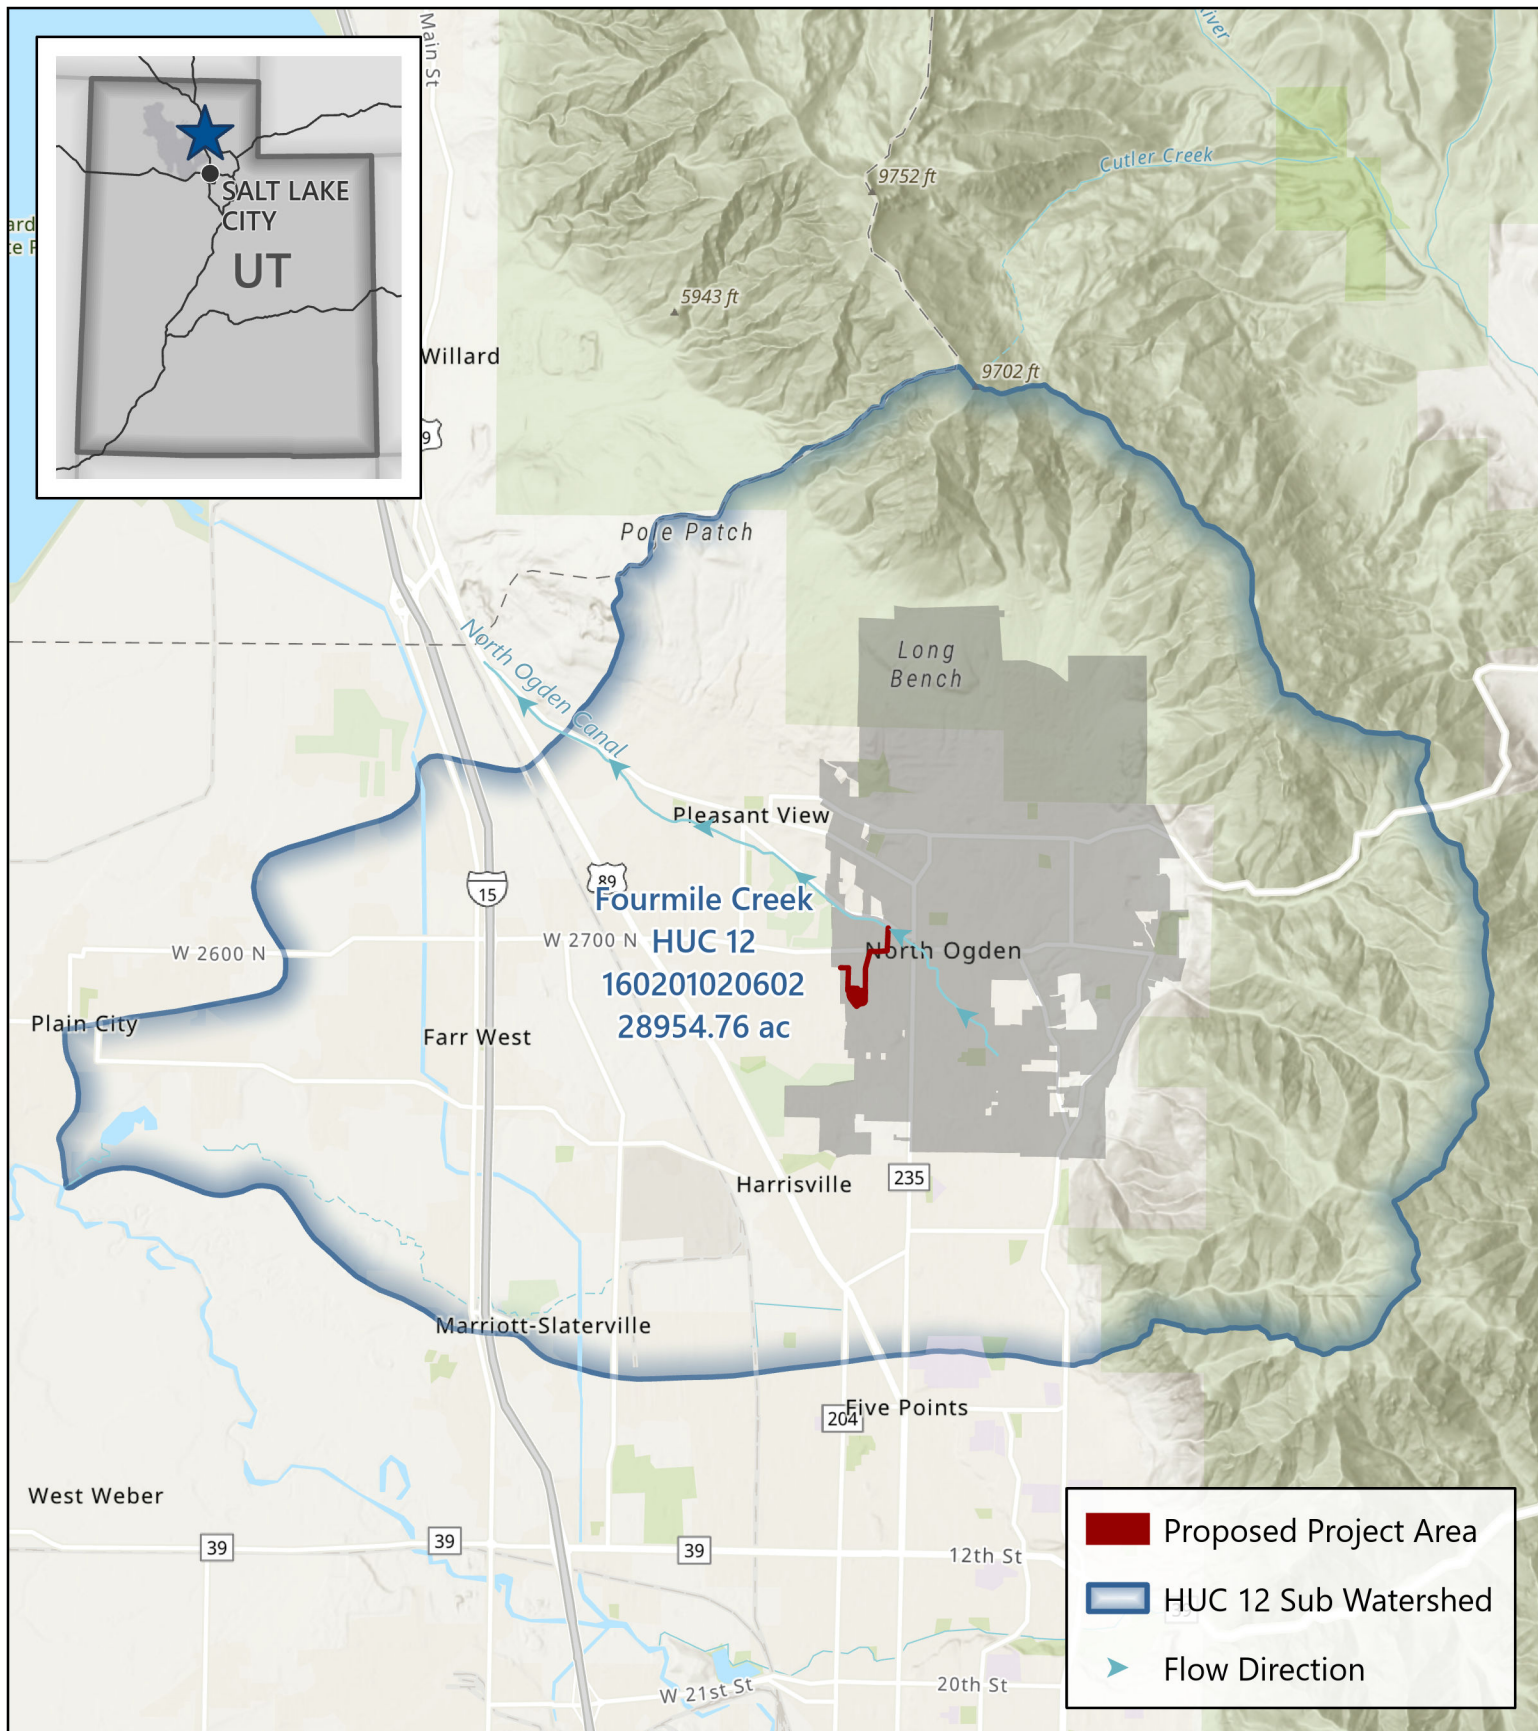 Main St
River
SALT LAKE
CITY
UT
9752 ft
Cutler Creek
5943 ft
Willard
9702 ft
9
Pole Patch
North Ogden Canal
Long
Bench
Pleasant View
15
89
Fourmile Creek
HUC 12
160201020602
28954.76 ac
W 2600 N
W 2700 N
North Ogden
Plain City
Farr West
Harrisville
235
Marriott-Slaterville
Five Points
204
West Weber
39
39
39
12th St
W 21st St
20th St
Proposed Project Area
HUC 12 Sub Watershed
Flow Direction